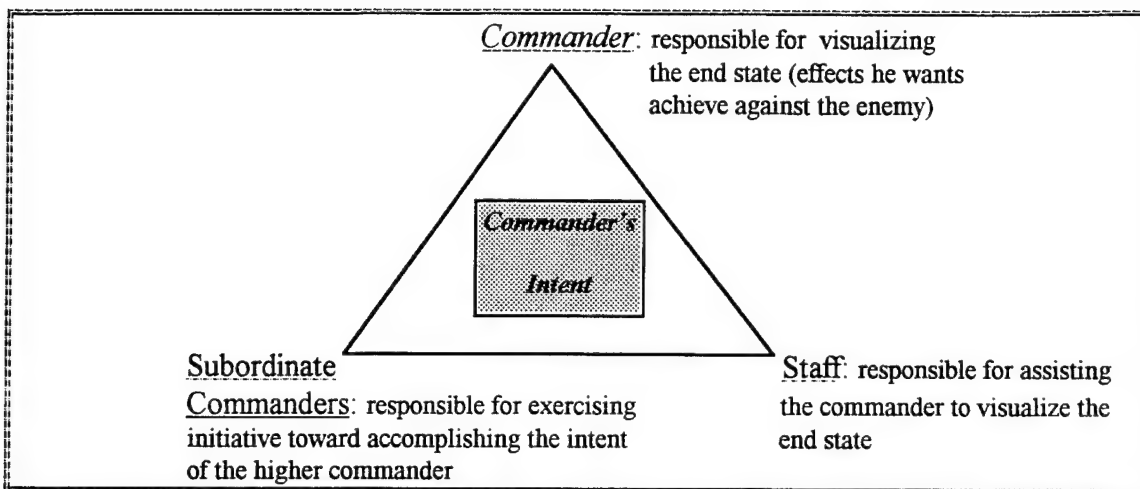 Commander: responsible for visualizing
the end state (effects he wants
achieve against the enemy)
Commander's
Intent
Subordinate
Commanders: responsible for exercising
initiative toward accomplishing the intent
of the higher commander
Staff: responsible for assisting
the commander to visualize the
end state